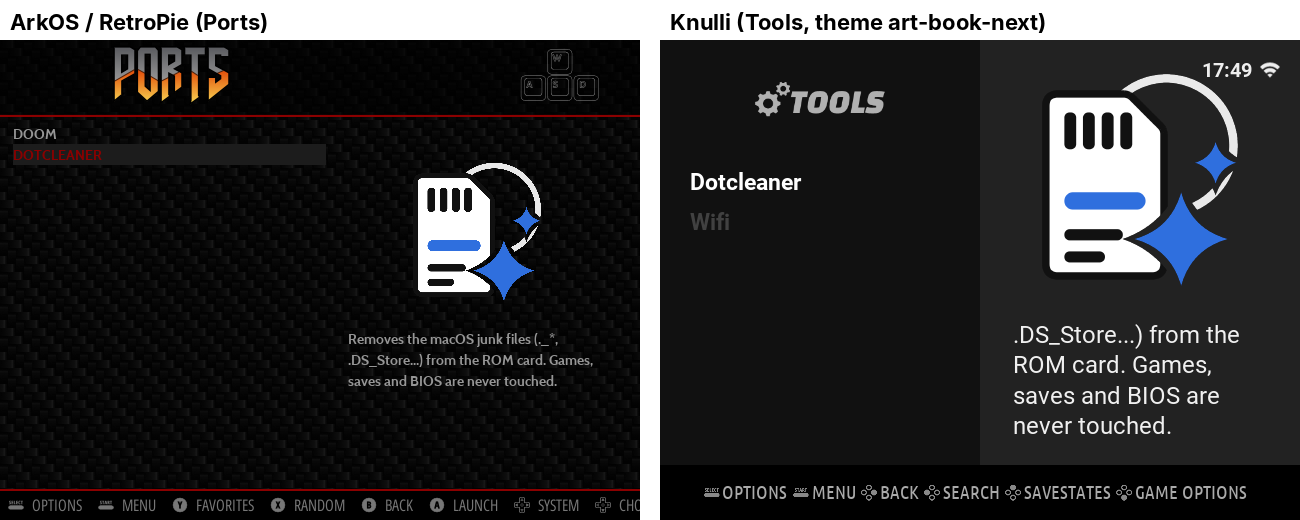 ArkOS / RetroPie (Ports)
Knulli (Tools, theme art-book-next)
PORTS
W
A S D
DOOM
DOTCLEANER
Removes the macOS junk files (._*,
.DS_Store...) from the ROM card. Games,
saves and BIOS are never touched.
SELECT OPTIONS START MENU Y FAVORITES X RANDOM B BACK A LAUNCH SYSTEM CHO
17:49
TOOLS
Dotcleaner
Wifi
.DS_Store...) from the
ROM card. Games,
saves and BIOS are
never touched.
SELECT OPTIONS START MENU BACK SEARCH SAVESTATES GAME OPTIONS